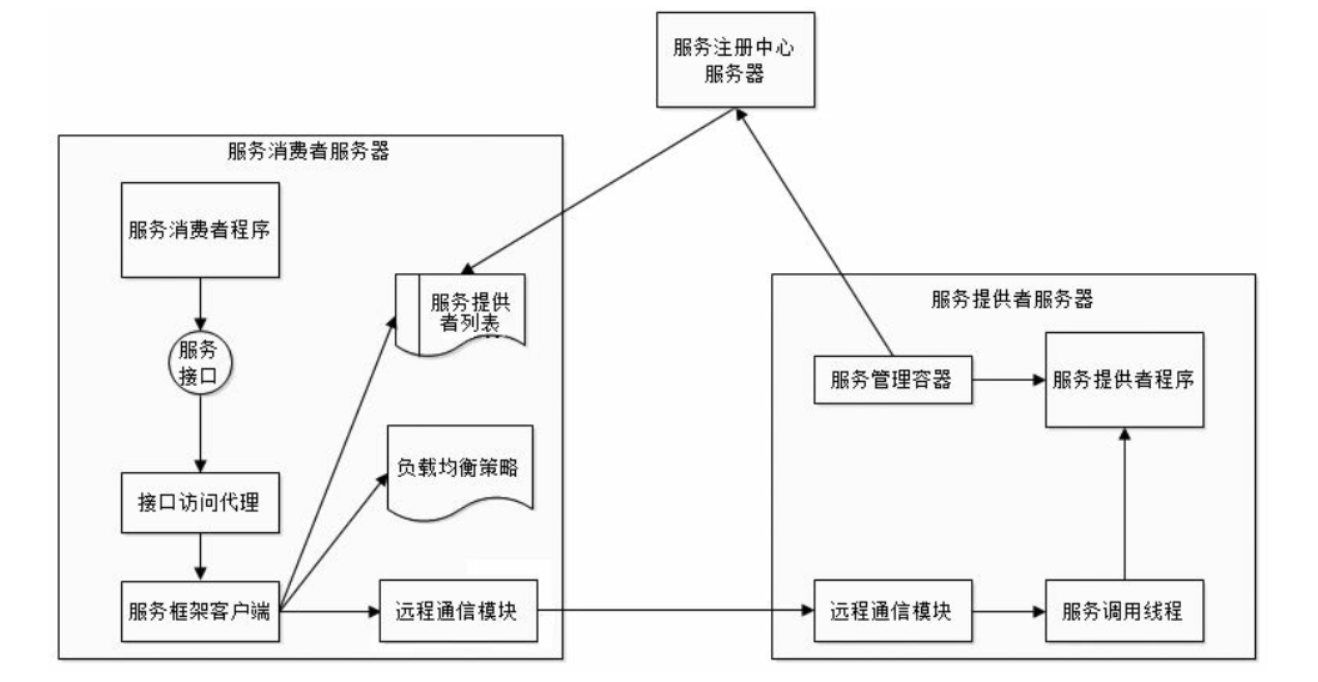 服务注册中心
服务器
服务消费者服务器
服务消费者程序
服务
接口
接口访问代理
服务框架客户端
服务提供
者列表
负载均衡策略
远程通信模块
服务提供者服务器
服务管理容器
服务提供者程序
远程通信模块
服务调用线程